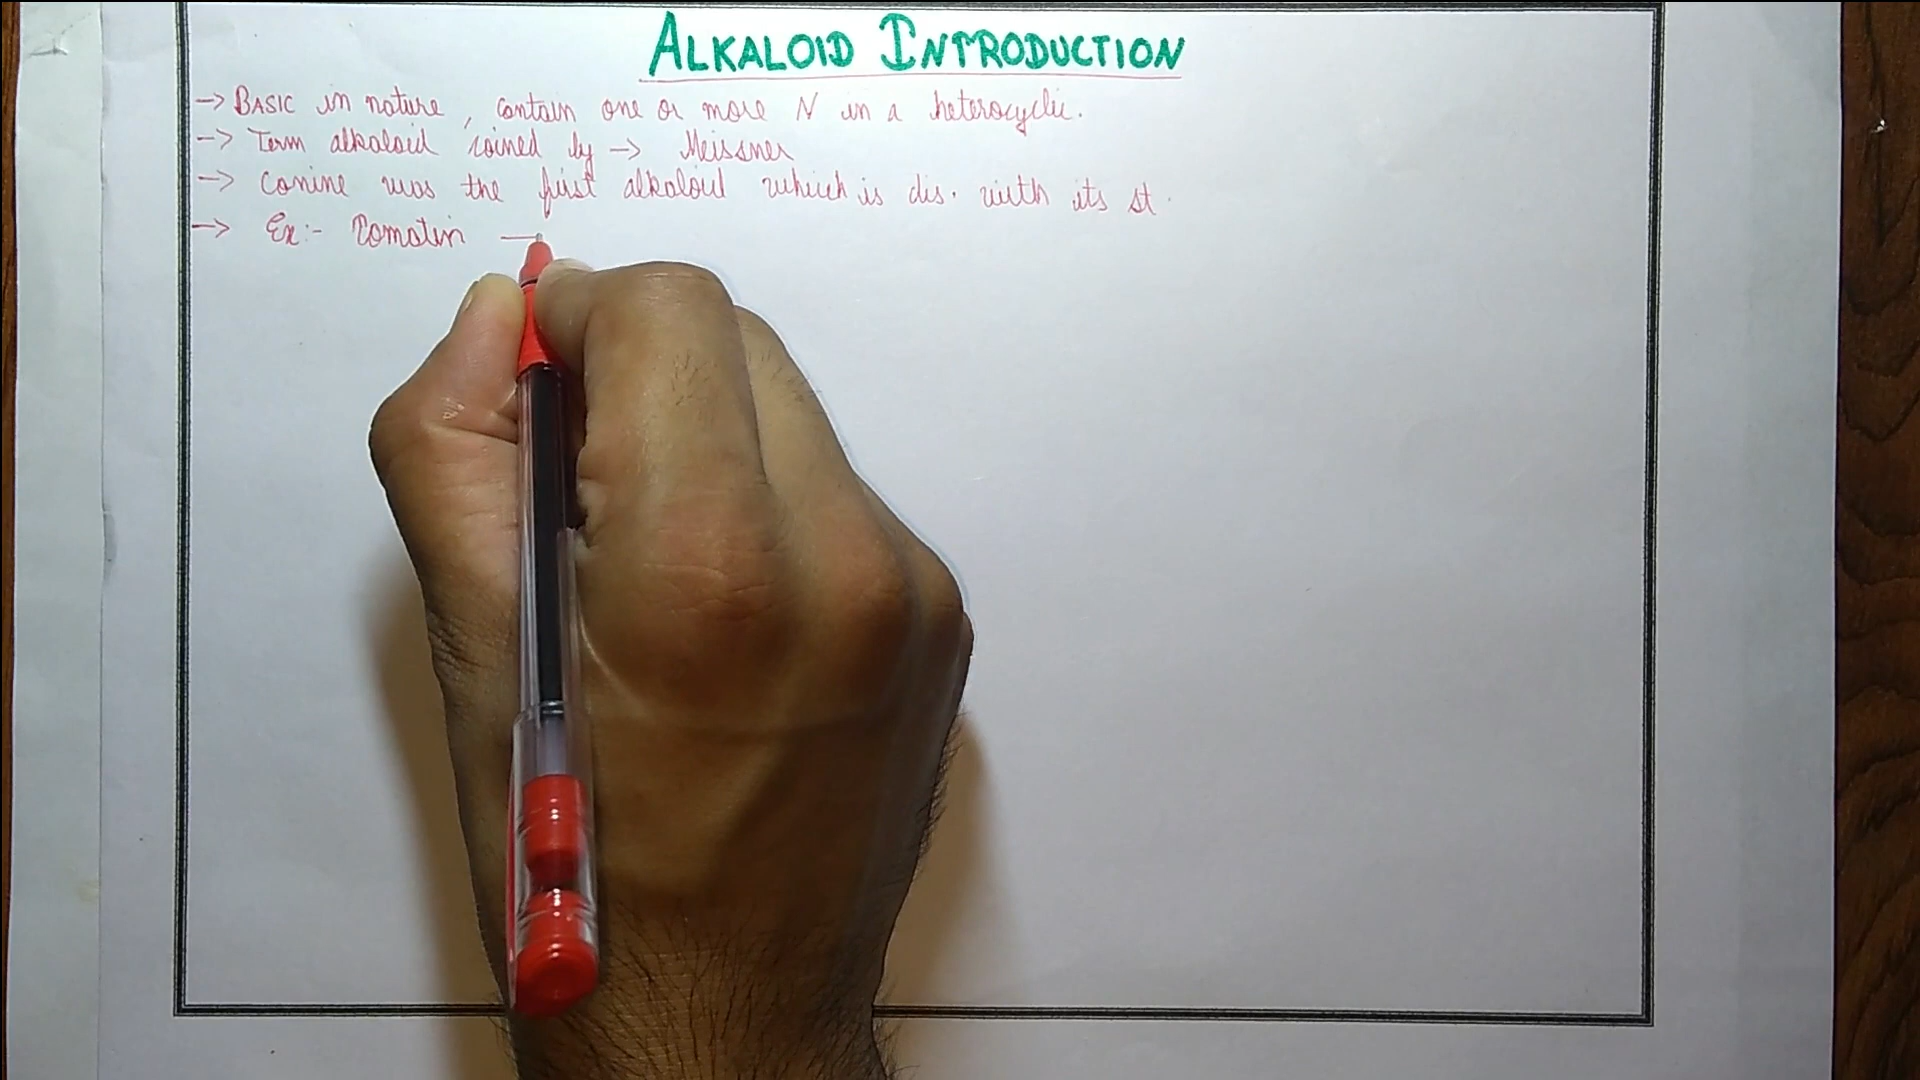 ALKALOID INTRODUCTION
→ BASIC in nature, contain one or more N in a heterocyclic.
→ Term alkaloid coined by → Meissner
→ Conine was the first alkaloid which is dis. with its st.
→ Ex:- Tomatin —